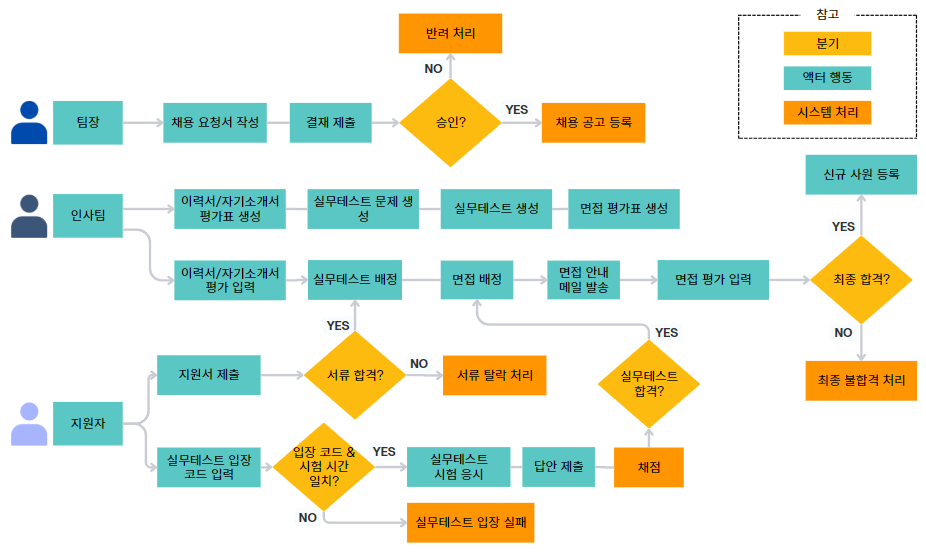 참고
분기
액터 행동
시스템 처리
반려 처리
NO
팀장
채용 요청서 작성
결재 제출
승인?
YES
채용 공고 등록
신규 사원 등록
YES
인사팀
이력서/자기소개서
평가표 생성
실무테스트 문제 생
성
실무테스트 생성
면접 평가표 생성
이력서/자기소개서
평가 입력
실무테스트 배정
면접 배정
면접 안내
메일 발송
면접 평가 입력
최종 합격?
NO
최종 불합격 처리
YES
YES
지원자
지원서 제출
서류 합격?
NO
서류 탈락 처리
실무테스트
합격?
실무테스트 입장
코드 입력
입장 코드 &
시험 시간
일치?
YES
실무테스트
시험 응시
답안 제출
채점
NO
실무테스트 입장 실패